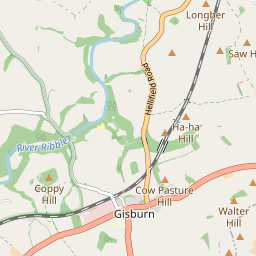 Longber
Hill
Saw H
Hellifield Road
Ha-ha
Hill
River Ribble
Coppy
Hill
Cow Pasture
Hill
Gisburn
Walter
Hill